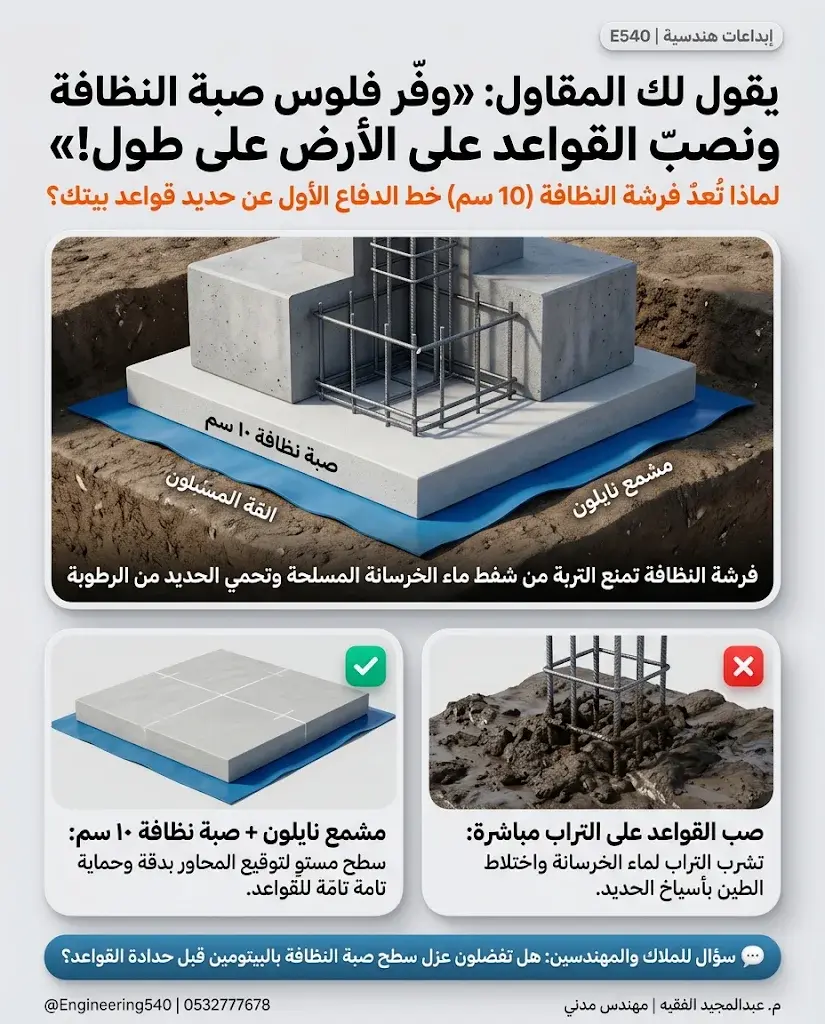 إبداعات هندسية | E540
يقول لك المقاول: «وفّر فلوس صبة النظافة
ونصبّ القواعد على الأرض على طول!»
لماذا تُعدّ فرشة النظافة (10 سم) خط الدفاع الأول عن حديد قواعد بيتك؟
صبة نظافة ١٠ سم
انقة المسبلون
مشمع نايلون
فرشة النظافة تمنع التربة من شفط ماء الخرسانة المسلحة وتحمي الحديد من الرطوبة
صب القواعد على التراب مباشرة:
تشرب التراب لماء الخرسانة واختلاط
الطين بأسياخ الحديد.
مشمع نايلون + صبة نظافة ١٠ سم:
سطح مستوٍ لتوقيع المحاور بدقة وحماية
تامة تامّة للقواعد.
💬 سؤال للملاك والمهندسين: هل تفضلون عزل سطح صبة النظافة بالبيتومين قبل حدادة القواعد؟
م. عبدالمجيد الفقيه | مهندس مدني
@Engineering540 | 0532777678